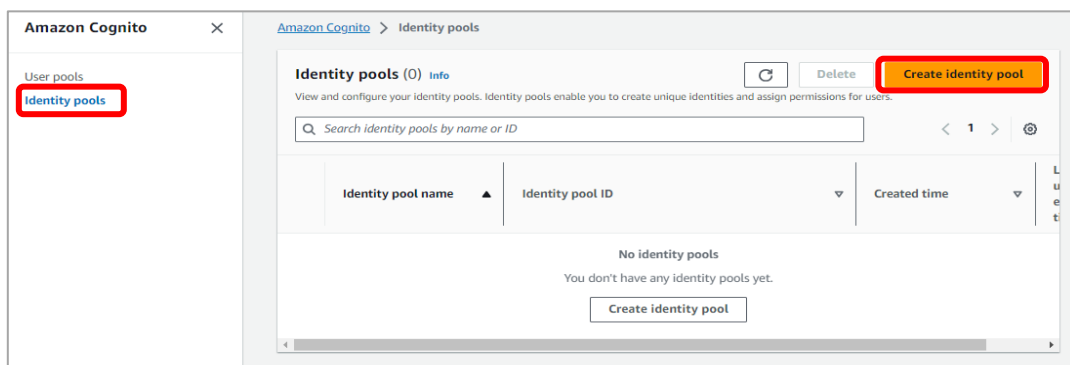 Amazon Cognito
User pools
Identity pools
Amazon Cognito > Identity pools
Identity pools (0) Info
Delete
Create identity pool
View and configure your identity pools. Identity pools enable you to create unique identities and assign permissions for users.
Search identity pools by name or ID
< 1 >
Identity pool name
Identity pool ID
Created time
No identity pools
You don't have any identity pools yet.
Create identity pool